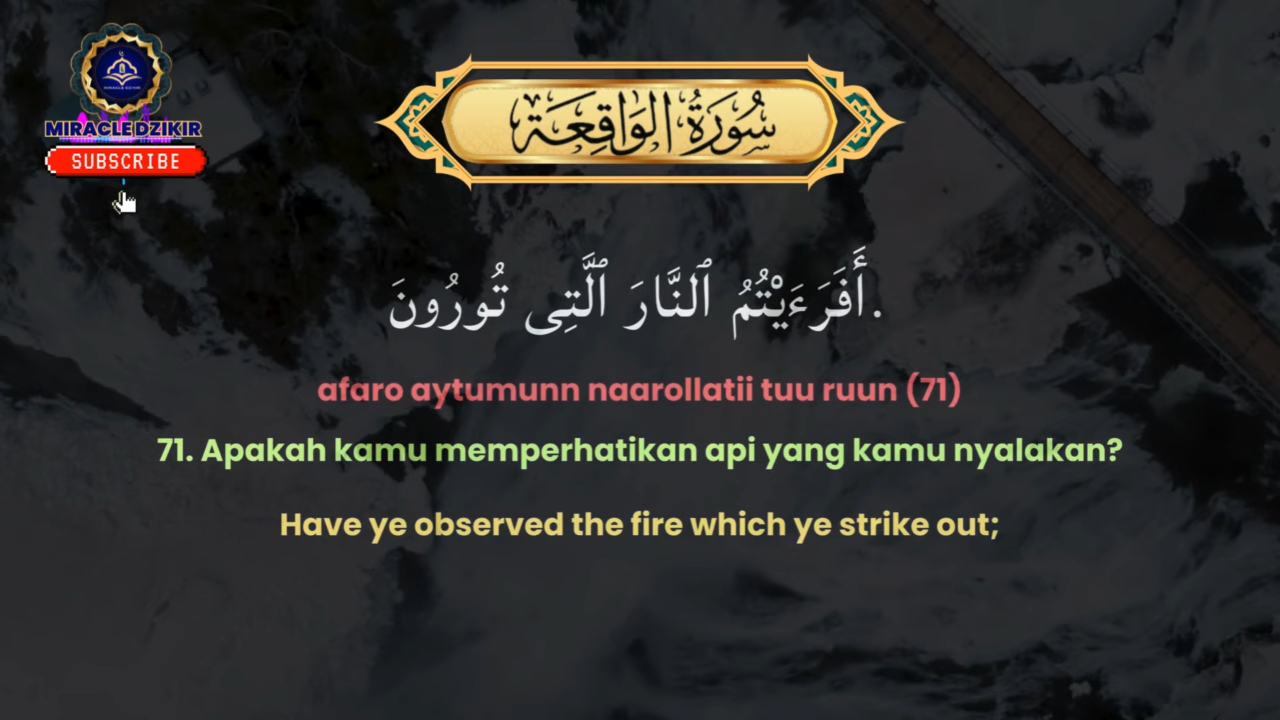 MIRACLE DZIKIR
SUBSCRIBE
سُورَةُ الوَاقِعَة
أَفَرَءَيْتُمُ ٱلنَّارَ ٱلَّتِى تُورُونَ.
afaro aytumunn naarollatii tuu ruun (71)
71. Apakah kamu memperhatikan api yang kamu nyalakan?
Have ye observed the fire which ye strike out;